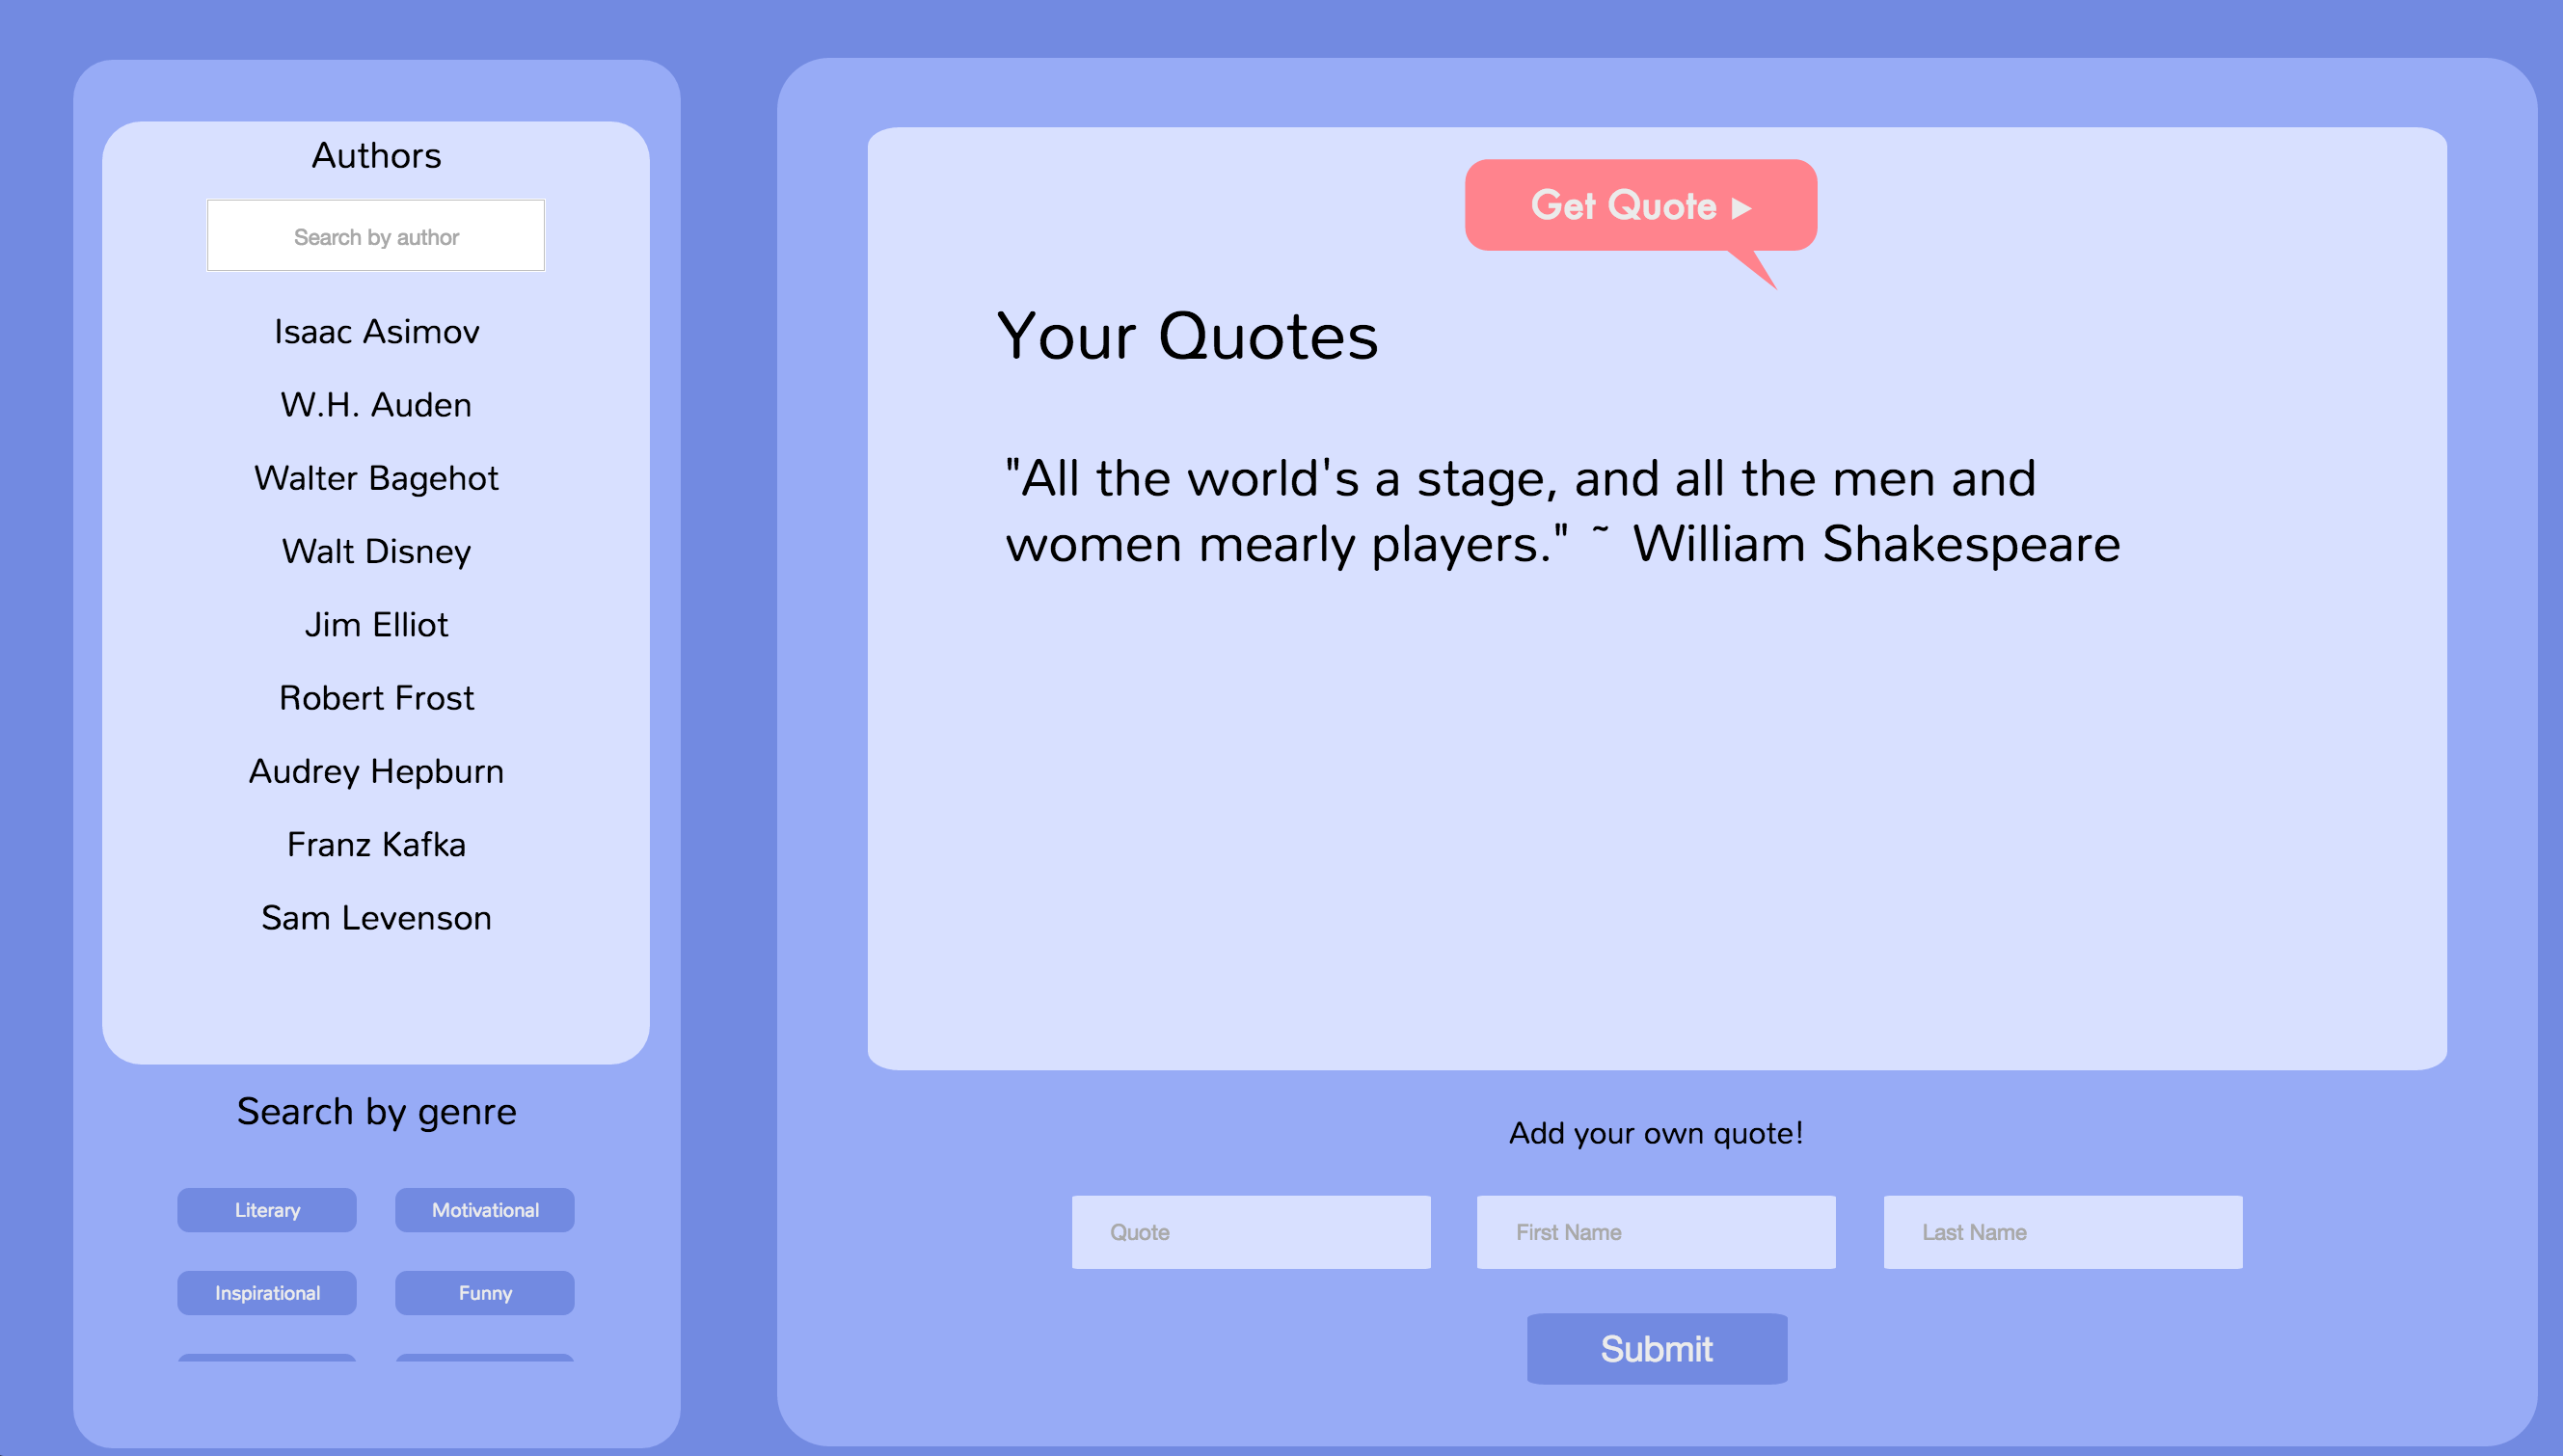 Authors
Search by author
Isaac Asimov
W.H. Auden
Walter Bagehot
Walt Disney
Jim Elliot
Robert Frost
Audrey Hepburn
Franz Kafka
Sam Levenson
Search by genre
Literary
Motivational
Inspirational
Funny
Get Quote ▶
Your Quotes
"All the world's a stage, and all the men and
women mearly players." ~ William Shakespeare
Add your own quote!
Quote
First Name
Last Name
Submit